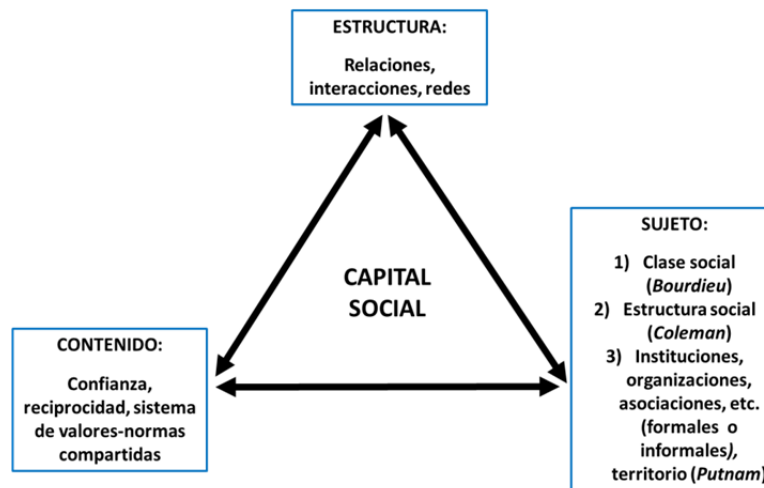 ESTRUCTURA:
Relaciones,
interacciones, redes
CAPITAL
SOCIAL
CONTENIDO:
Confianza,
reciprocidad, sistema
de valores-normas
compartidas
SUJETO:
1) Clase social
(Bourdieu)
2) Estructura social
(Coleman)
3) Instituciones,
organizaciones,
asociaciones, etc.
(formales o
informales),
territorio (Putnam)